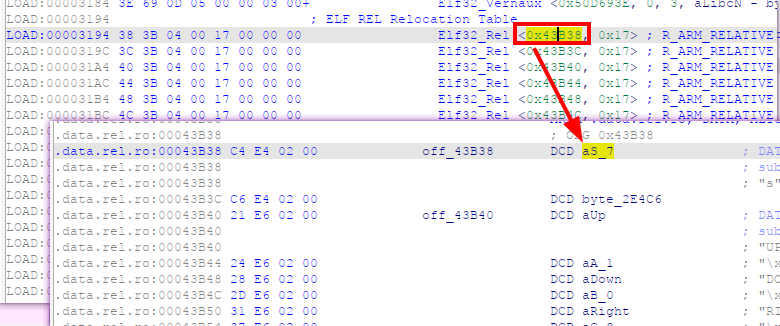 LOAD:00003184 3E 69 0D 05 00 00 03 00+ Elf32_Vernaux <0x50D693E, 0, 3, aLibcN - by
LOAD:00003194 ; ELF REL Relocation Table
LOAD:00003194 38 3B 04 00 17 00 00 00 Elf32_Rel <0x43B38, 0x17> ; R_ARM_RELATIVE
LOAD:0000319C 3C 3B 04 00 17 00 00 00 Elf32_Rel <0x43B3C, 0x17> ; R_ARM_RELATIVE
LOAD:000031A4 40 3B 04 00 17 00 00 00 Elf32_Rel <0x43B40, 0x17> ; R_ARM_RELATIVE
LOAD:000031AC 44 3B 04 00 17 00 00 00 Elf32_Rel <0x43B44, 0x17> ; R_ARM_RELATIVE
LOAD:000031B4 48 3B 04 00 17 00 00 00 Elf32_Rel <0x43B48, 0x17> ; R_ARM_RELATIVE
LOAD:000031BC 4C 3B 04 00 17 00 00 00 Elf32_Rel <0x43B4C, 0x17> ; R_ARM_RELATIVE
.data.rel.ro:00043B38 ; ORG 0x43B38
.data.rel.ro:00043B38 C4 E4 02 00 off_43B38 DCD aS_7 ; DAT
.data.rel.ro:00043B38 ; sub
.data.rel.ro:00043B38 ; "s"
.data.rel.ro:00043B3C C6 E4 02 00 DCD byte_2E4C6
.data.rel.ro:00043B40 21 E6 02 00 off_43B40 DCD aUp ; DAT
.data.rel.ro:00043B40 ; sub
.data.rel.ro:00043B40 ; "UP
.data.rel.ro:00043B44 24 E6 02 00 DCD aA_1 ; "\x
.data.rel.ro:00043B48 28 E6 02 00 DCD aDown ; "DO
.data.rel.ro:00043B4C 2D E6 02 00 DCD aB_0 ; "\x
.data.rel.ro:00043B50 31 E6 02 00 DCD aRight ; "RI